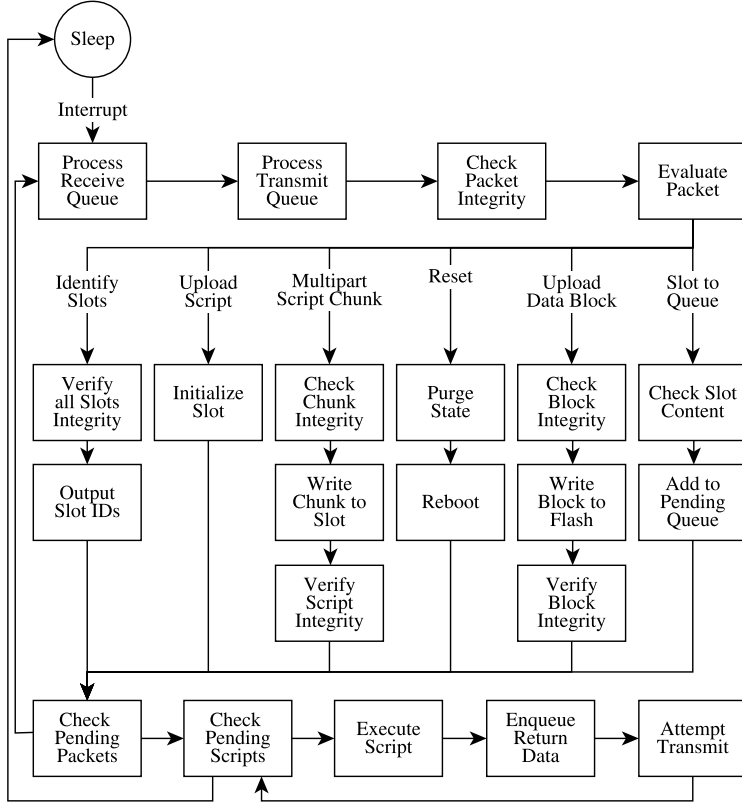 Sleep
Interrupt
Process
Receive
Queue
Process
Transmit
Queue
Check
Packet
Integrity
Evaluate
Packet
Identify
Slots
Upload
Script
Multipart
Script Chunk
Reset
Upload
Data Block
Slot to
Queue
Verify
all Slots
Integrity
Initialize
Slot
Check
Chunk
Integrity
Purge
State
Check
Block
Integrity
Check Slot
Content
Output
Slot IDs
Write
Chunk to
Slot
Reboot
Write
Block to
Flash
Add to
Pending
Queue
Verify
Script
Integrity
Verify
Block
Integrity
Check
Pending
Packets
Check
Pending
Scripts
Execute
Script
Enqueue
Return
Data
Attempt
Transmit